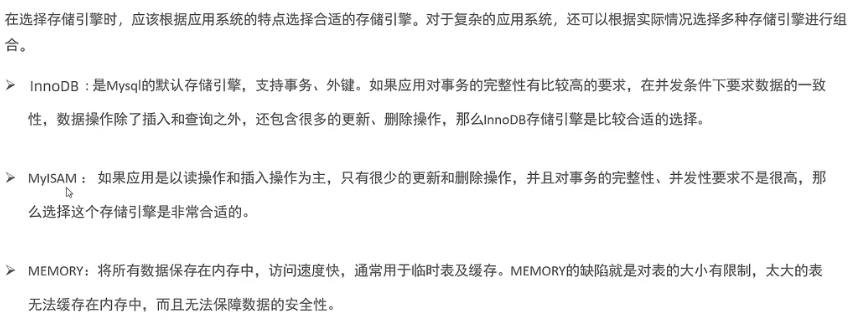 在选择存储引擎时，应该根据应用系统的特点选择合适的存储引擎。对于复杂的应用系统，还可以根据实际情况选择多种存储引擎进行组
合。
➢ InnoDB：是Mysql的默认存储引擎，支持事务、外键。如果应用对事务的完整性有比较高的要求，在并发条件下要求数据的一致
性，数据操作除了插入和查询之外，还包含很多的更新、删除操作，那么InnoDB存储引擎是比较合适的选择。
➢ MyISAM： 如果应用是以读操作和插入操作为主，只有很少的更新和删除操作，并且对事务的完整性、并发性要求不是很高，那
么选择这个存储引擎是非常合适的。
➢ MEMORY：将所有数据保存在内存中，访问速度快，通常用于临时表及缓存。MEMORY的缺陷就是对表的大小有限制，太大的表
无法缓存在内存中，而且无法保障数据的安全性。